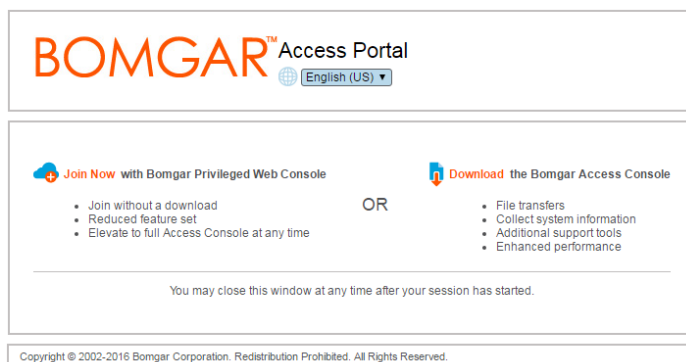 BOMGAR™ Access Portal
English (US) ▼
Join Now with Bomgar Privileged Web Console
• Join without a download
• Reduced feature set
• Elevate to full Access Console at any time
OR
Download the Bomgar Access Console
• File transfers
• Collect system information
• Additional support tools
• Enhanced performance
You may close this window at any time after your session has started.
Copyright © 2002-2016 Bomgar Corporation. Redistribution Prohibited. All Rights Reserved.